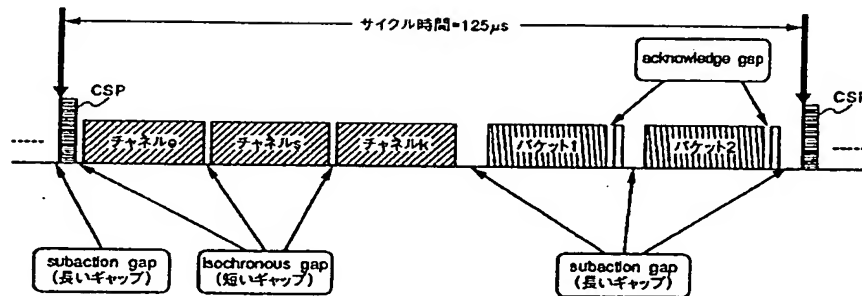 サイクル時間=125μs
acknowledge gap
CSP
CSP
チャネルe
チャネルs
チャネルk
パケット1
パケット2
subaction gap
(長いギャップ)
isochronous gap
(短いギャップ)
subaction gap
(長いギャップ)